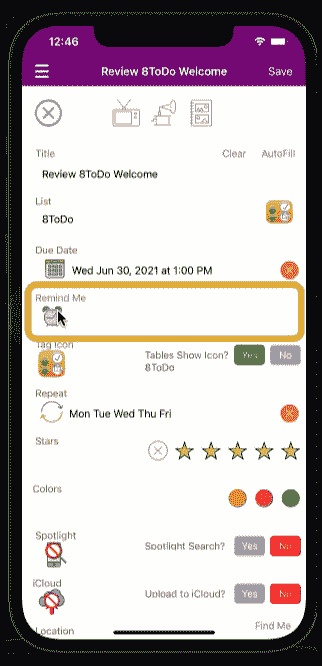 12:46
Review 8ToDo Welcome Save
Title Clear AutoFill
Review 8ToDo Welcome
List
8ToDo
Due Date
Wed Jun 30, 2021 at 1:00 PM
Remind Me
Tag Icon
Tables Show Icon? Yes No
8ToDo
Repeat
Mon Tue Wed Thu Fri
Stars
Colors
Spotlight
Spotlight Search? Yes No
iCloud
Upload to iCloud? Yes No
Location Find Me